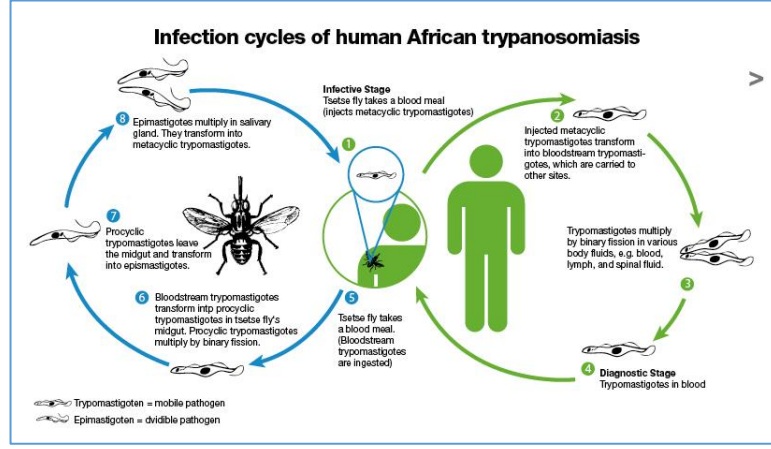 Infection cycles of human African trypanosomiasis
>
Infective Stage
Tsetse fly takes a blood meal
(injects metacyclic trypomastigotes)
1
2
Injected metacyclic
trypomastigotes transform
into bloodstream trypomasti-
gotes, which are carried to
other sites.
Trypomastigotes multiply
by binary fission in various
body fluids, e.g. blood,
lymph, and spinal fluid.
3
4
Diagnostic Stage
Trypomastigotes in blood
5
Tsetse fly takes
a blood meal.
(Bloodstream
trypomastigotes
are ingested)
6
Bloodstream trypomastigotes
transform intp procyclic
trypomastigotes in tsetse fly's
midgut. Procyclic trypomastigotes
multiply by binary fission.
7
Procyclic
trypomastigotes leave
the midgut and transform
into epismastigotes.
8
Epimastigotes multiply in salivary
gland. They transform into
metacyclic trypomastigotes.
Trypomastigoten = mobile pathogen
Epimastigoten = dvidible pathogen